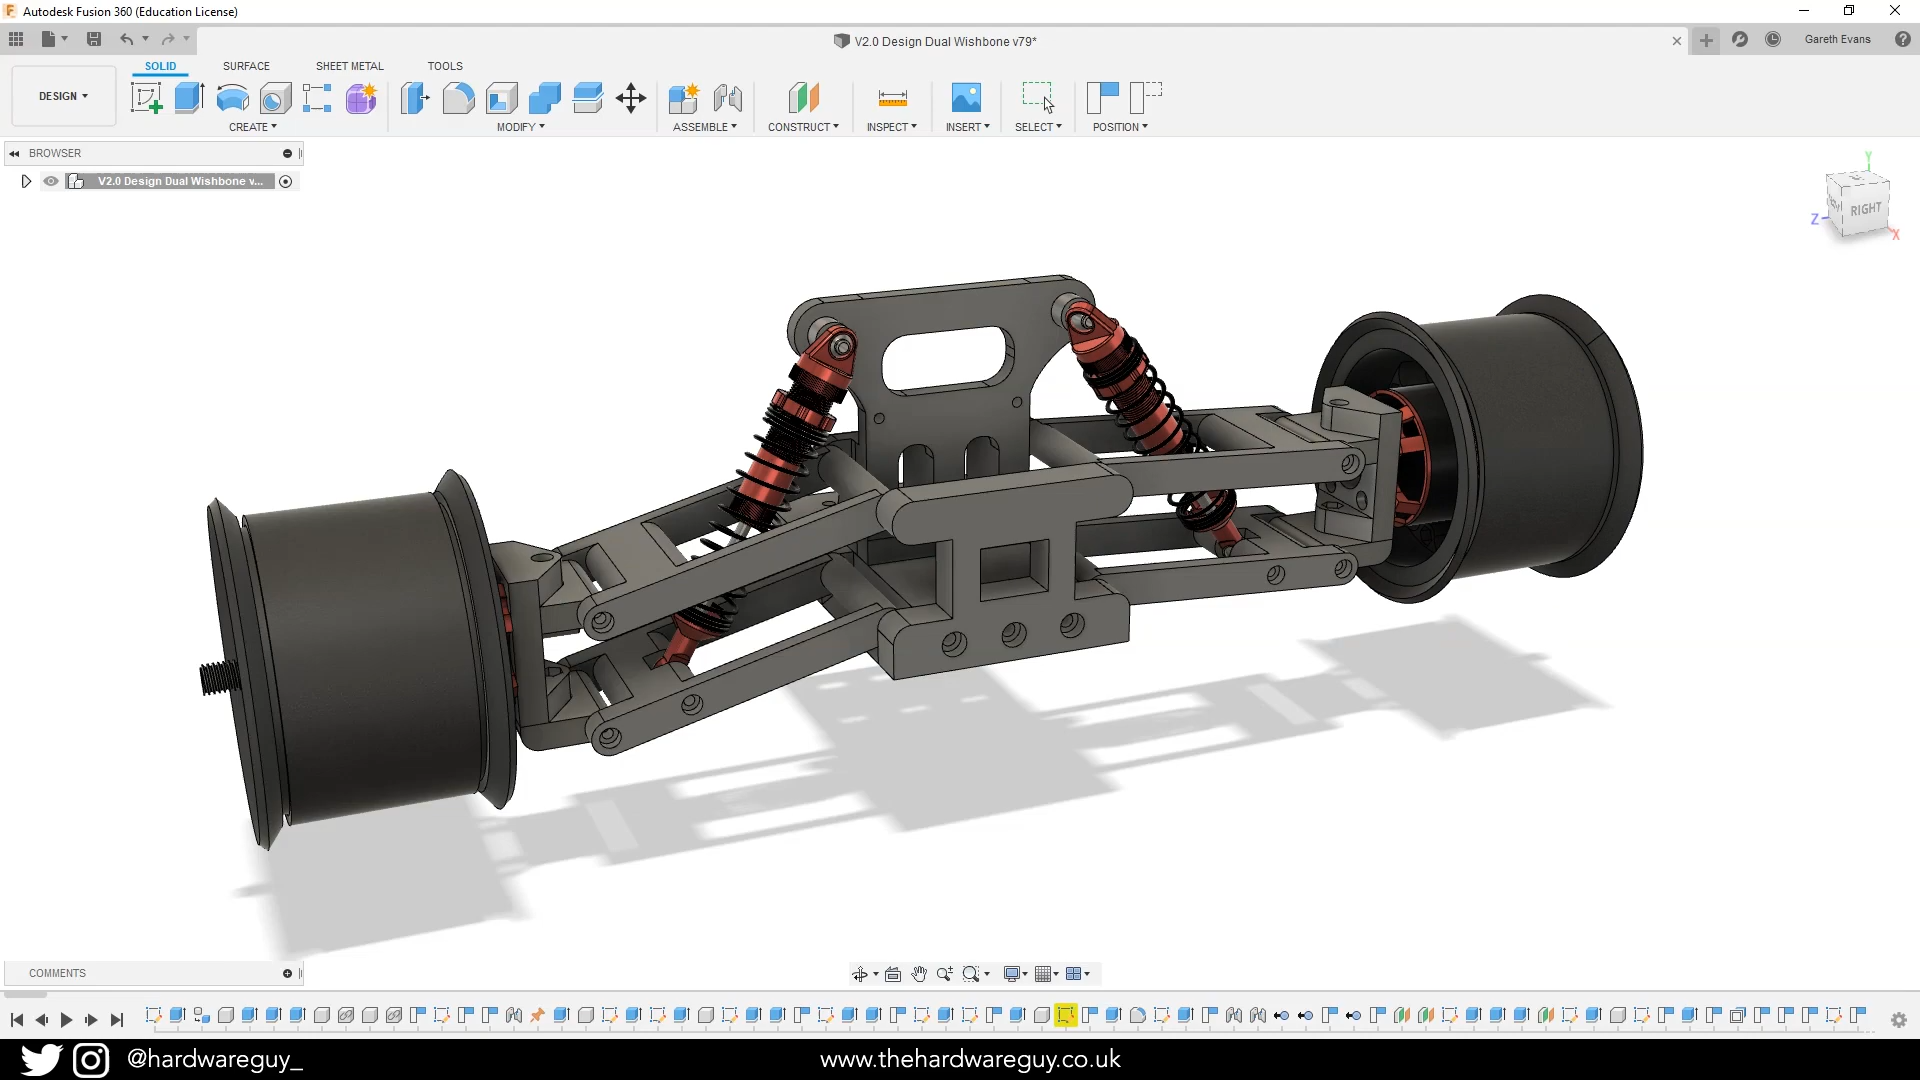 Autodesk Fusion 360 (Education License)
V2.0 Design Dual Wishbone v79*
Gareth Evans
DESIGN
SOLID
SURFACE
SHEET METAL
TOOLS
CREATE
MODIFY
ASSEMBLE
CONSTRUCT
INSPECT
INSERT
SELECT
POSITION
BROWSER
V2.0 Design Dual Wishbone v...
Y
RIGHT
Z
X
COMMENTS
@hardwareguy_
www.thehardwareguy.co.uk